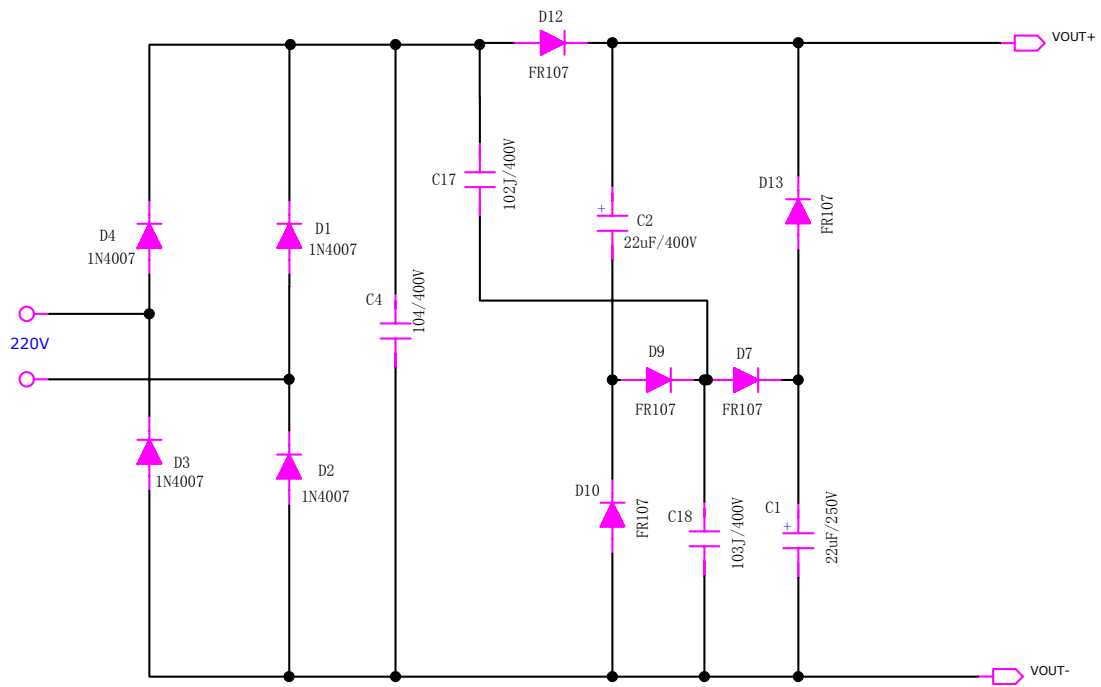 D12
FR107
VOUT+
C17
102J/400V
D13
FR107
C2
+
22uF/400V
D4
1N4007
D1
1N4007
C4
104/400V
220V
D9
FR107
D7
FR107
D3
1N4007
D2
1N4007
D10
FR107
C18
103J/400V
C1
+
22uF/250V
VOUT-